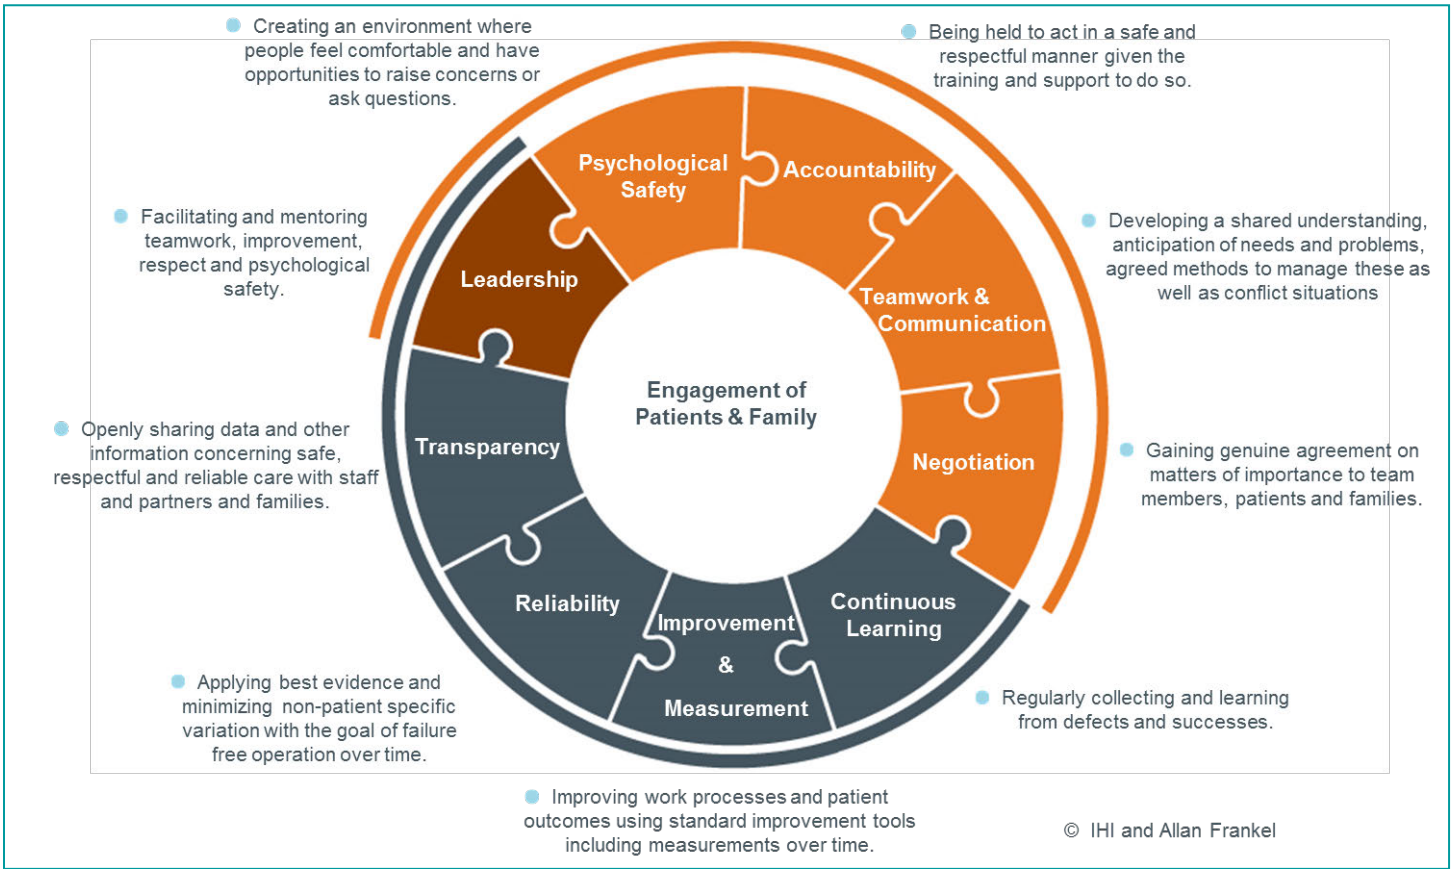 Creating an environment where
people feel comfortable and have
opportunities to raise concerns or
ask questions.
Being held to act in a safe and
respectful manner given the
training and support to do so.
Psychological
Safety
Accountability
Facilitating and mentoring
teamwork, improvement,
respect and psychological
safety.
Leadership
Teamwork &
Communication
Developing a shared understanding,
anticipation of needs and problems,
agreed methods to manage these as
well as conflict situations
Engagement of
Patients & Family
Openly sharing data and other
information concerning safe,
respectful and reliable care with staff
and partners and families.
Transparency
Negotiation
Gaining genuine agreement on
matters of importance to team
members, patients and families.
Reliability
Improvement
&
Measurement
Continuous
Learning
Applying best evidence and
minimizing non-patient specific
variation with the goal of failure
free operation over time.
Regularly collecting and learning
from defects and successes.
Improving work processes and patient
outcomes using standard improvement tools
including measurements over time.
© IHI and Allan Frankel